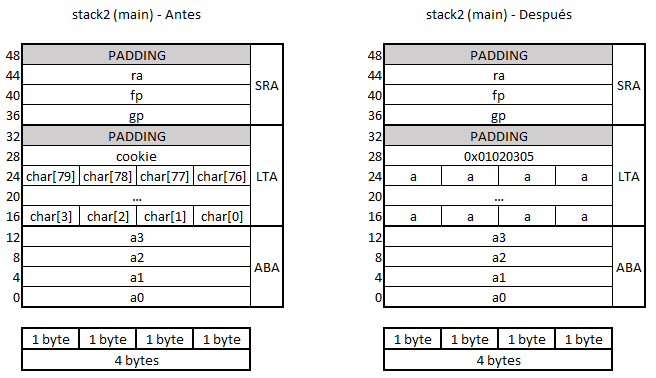 stack2 (main) - Antes
48 PADDING
44 ra
40 fp
36 gp
SRA
32 PADDING
28 cookie
24 char[79] char[78] char[77] char[76]
20 ...
16 char[3] char[2] char[1] char[0]
LTA
12 a3
8 a2
4 a1
0 a0
ABA
1 byte 1 byte 1 byte 1 byte
4 bytes
stack2 (main) - Después
48 PADDING
44 ra
40 fp
36 gp
SRA
32 PADDING
28 0x01020305
24 a a a a
20 ...
16 a a a a
LTA
12 a3
8 a2
4 a1
0 a0
ABA
1 byte 1 byte 1 byte 1 byte
4 bytes